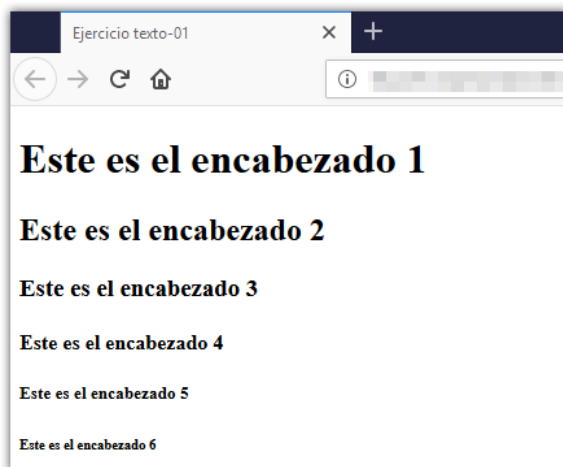 Ejercicio texto-01
Este es el encabezado 1
Este es el encabezado 2
Este es el encabezado 3
Este es el encabezado 4
Este es el encabezado 5
Este es el encabezado 6